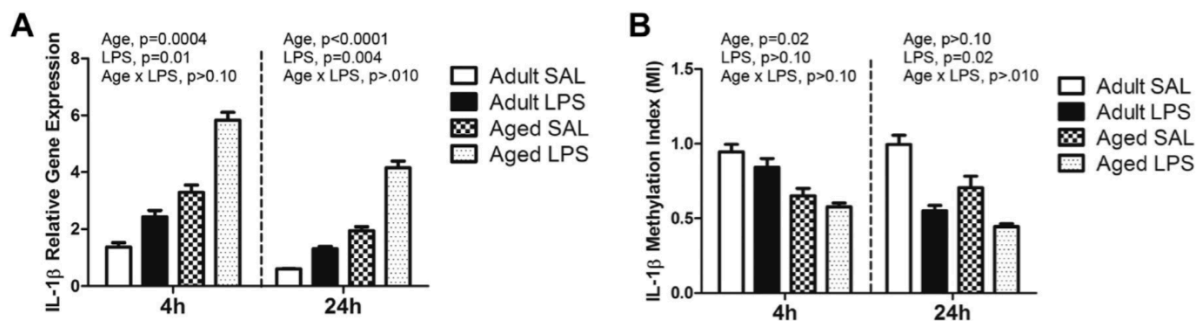 A
Age, p=0.0004
LPS, p=0.01
Age x LPS, p>0.10
Age, p<0.0001
LPS, p=0.004
Age x LPS, p>.010
IL-1β Relative Gene Expression
8
6
4
2
0
4h
24h
Adult SAL
Adult LPS
Aged SAL
Aged LPS
B
Age, p=0.02
LPS, p>0.10
Age x LPS, p>0.10
Age, p>0.10
LPS, p=0.02
Age x LPS, p>.010
IL-1β Methylation Index (MI)
1.5
1.0
0.5
0.0
4h
24h
Adult SAL
Adult LPS
Aged SAL
Aged LPS